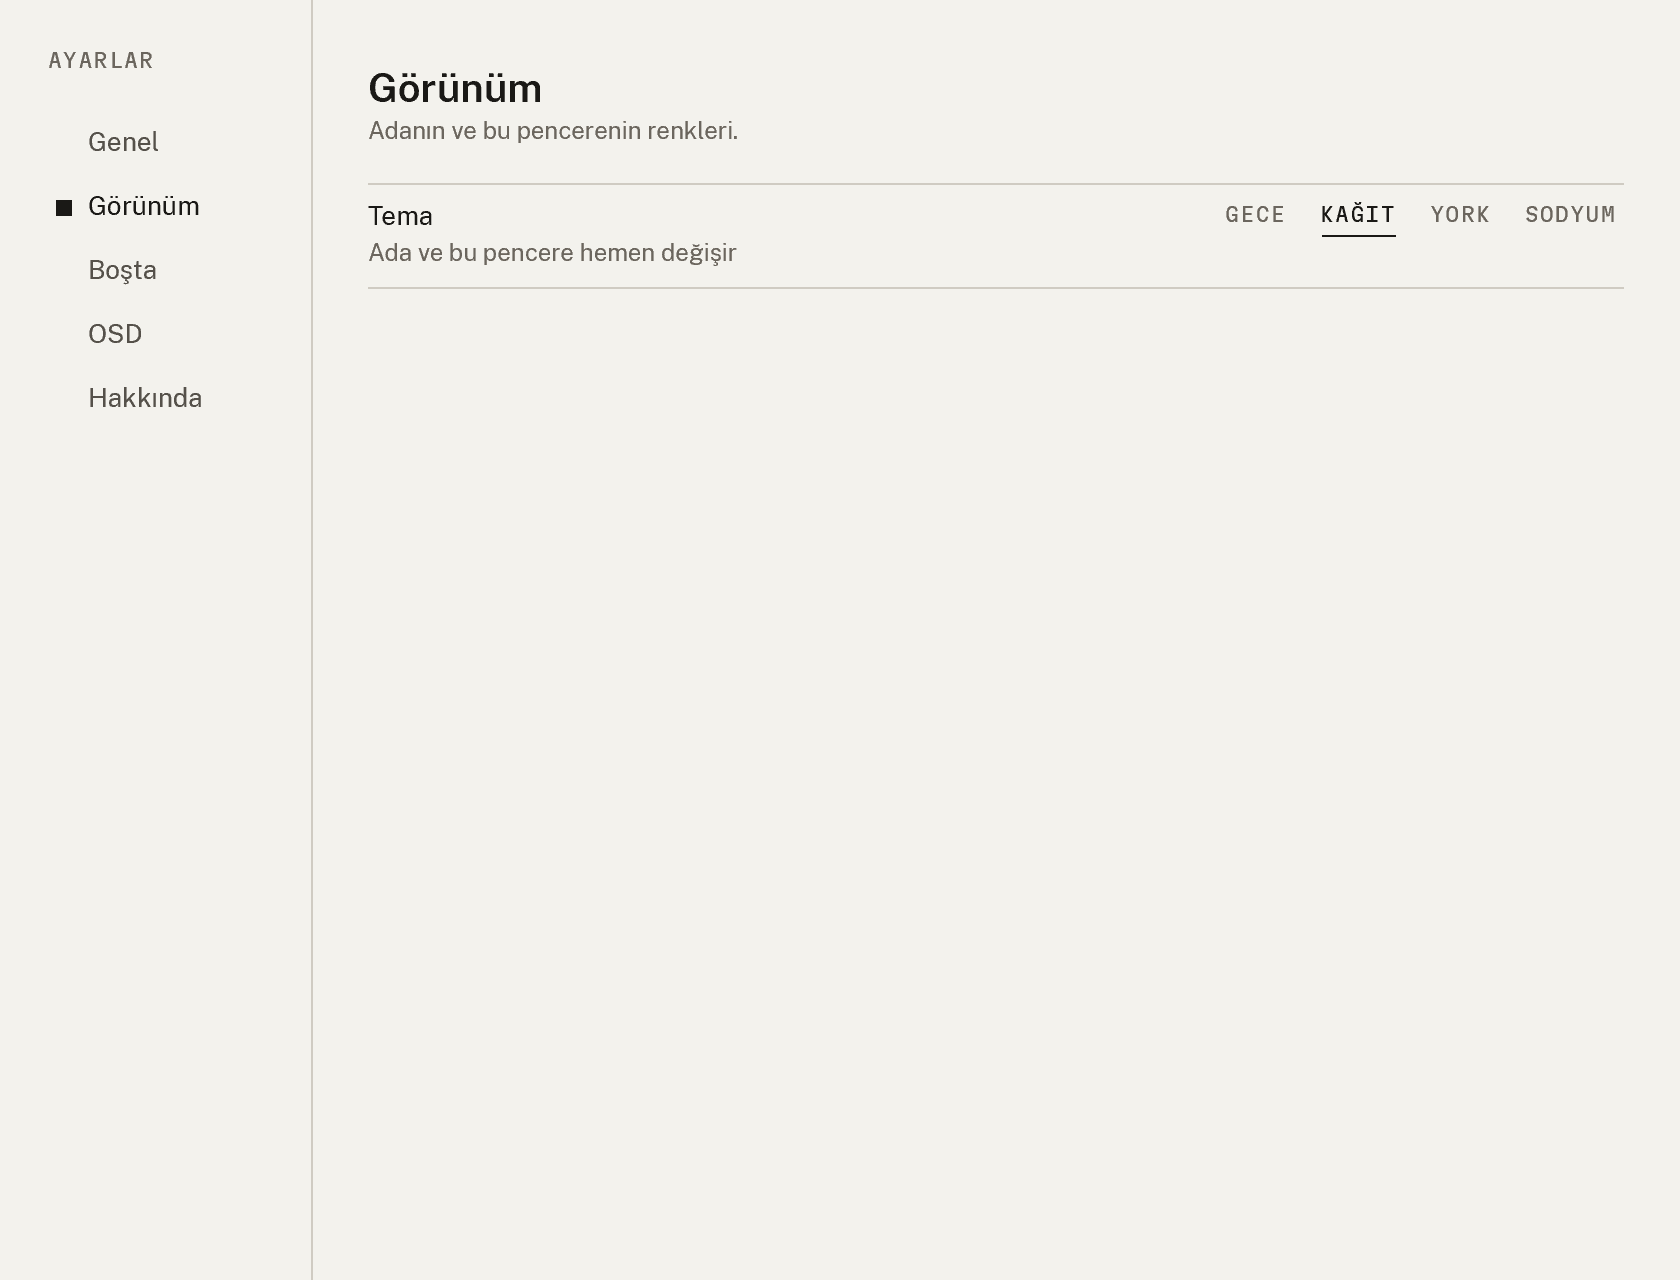 AYARLAR
Genel
Görünüm
Boşta
OSD
Hakkında
Görünüm
Adanın ve bu pencerenin renkleri.
Tema
GECE KAĞIT YORK SODYUM
Ada ve bu pencere hemen değişir